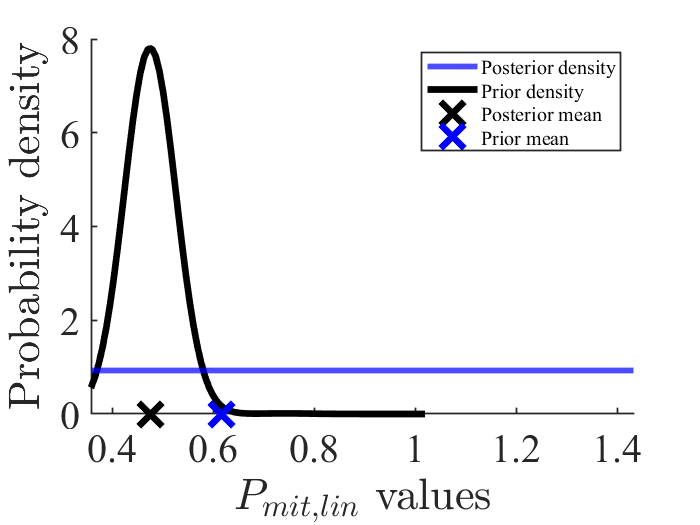 8
6
4
2
0
Probability density
0.4 0.6 0.8 1 1.2 1.4
P_{mit,lin} values
Posterior density
Prior density
Posterior mean
Prior mean